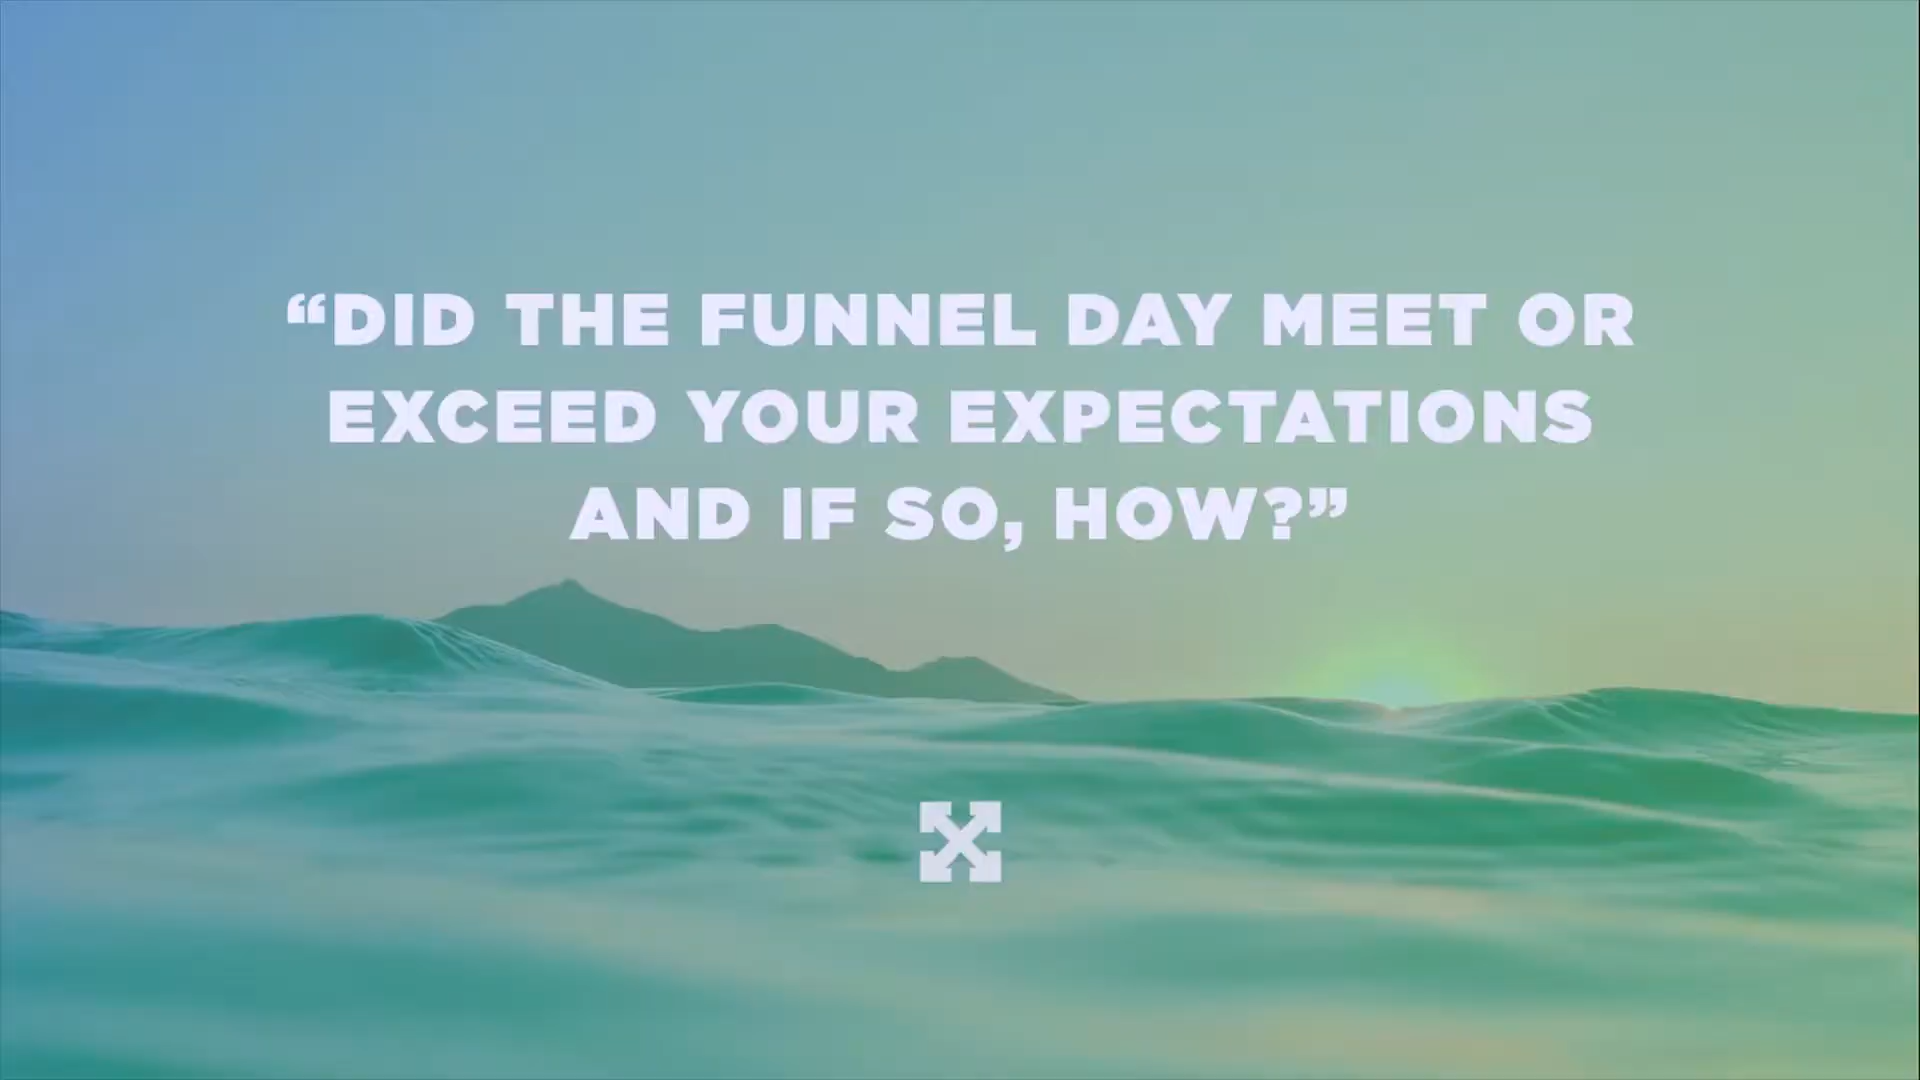 “DID THE FUNNEL DAY MEET OR
EXCEED YOUR EXPECTATIONS
AND IF SO, HOW?”